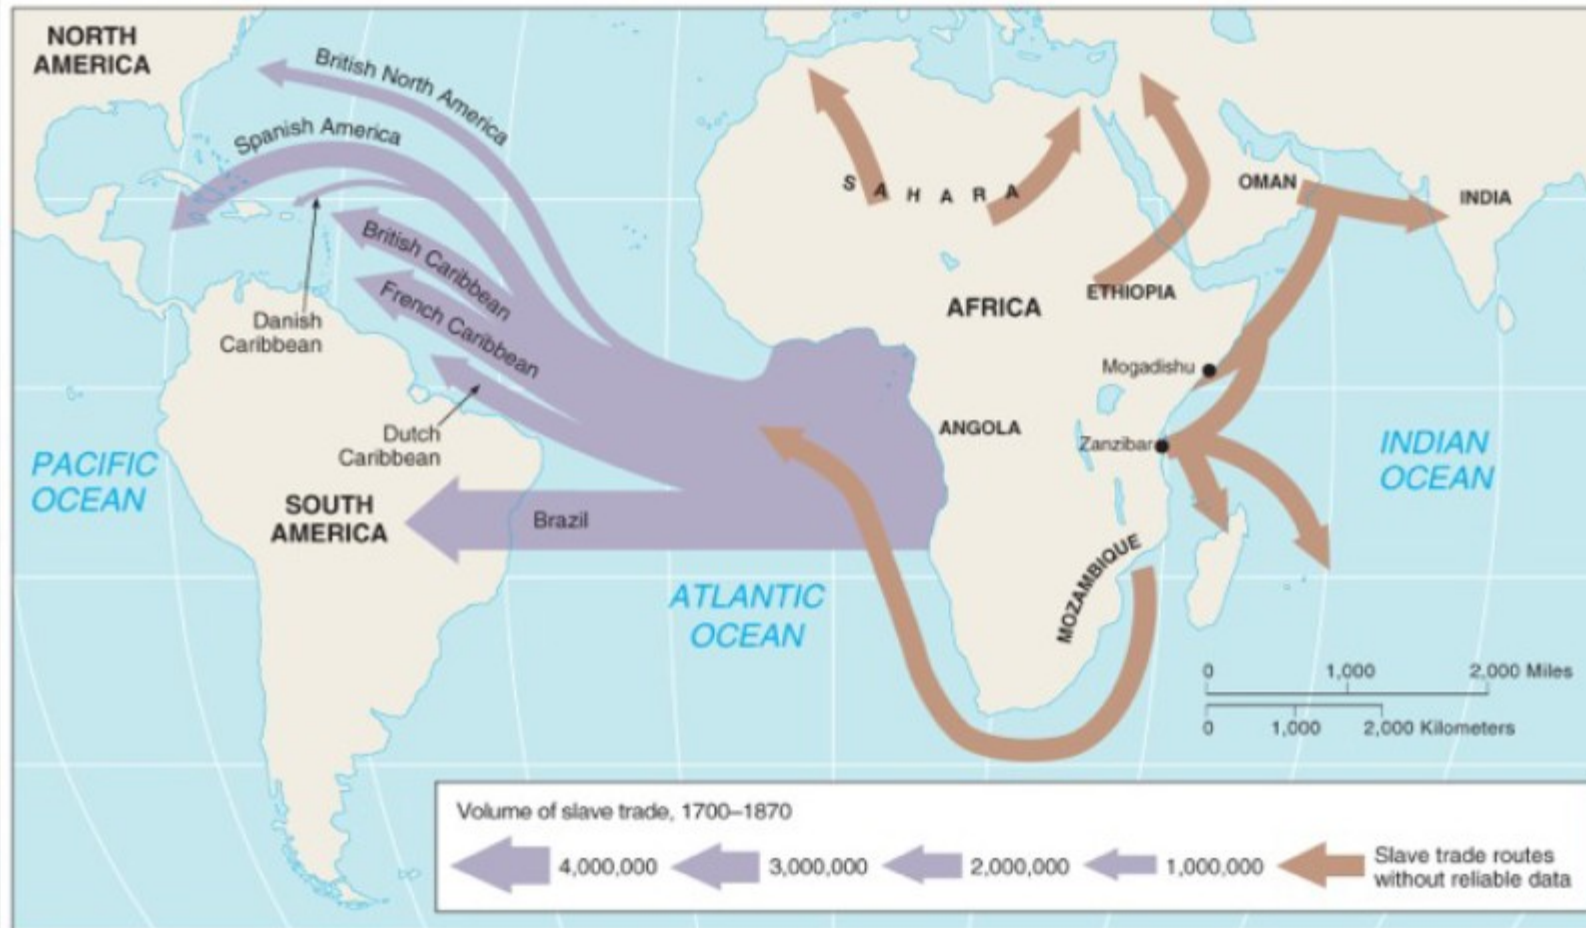 NORTH
AMERICA
British North America
Spanish America
British Caribbean
French Caribbean
Danish
Caribbean
Dutch
Caribbean
Brazil
SOUTH
AMERICA
PACIFIC
OCEAN
ATLANTIC
OCEAN
SAHARA
AFRICA
ETHIOPIA
OMAN
INDIA
Mogadishu
ANGOLA
Zanzibar
MOZAMBIQUE
INDIAN
OCEAN
0 1,000 2,000 Miles
0 1,000 2,000 Kilometers
Volume of slave trade, 1700–1870
4,000,000 3,000,000 2,000,000 1,000,000
Slave trade routes
without reliable data